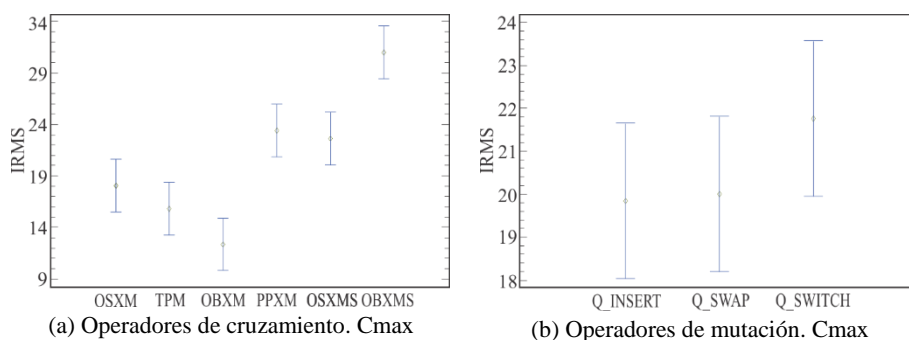 34
29
24
19
14
9
IRMS
OSXM TPM OBXM PPXM OSXMS OBXMS
(a) Operadores de cruzamiento. Cmax
24
23
22
21
20
19
18
IRMS
Q_INSERT Q_SWAP Q_SWITCH
(b) Operadores de mutación. Cmax